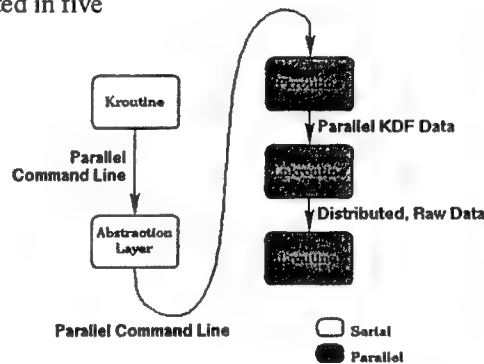 ted in five
Kroutine
Parallel
Command Line
Abstraction
Layer
Parallel Command Line
Parallel KDF Data
Distributed, Raw Data
Serial
Parallel